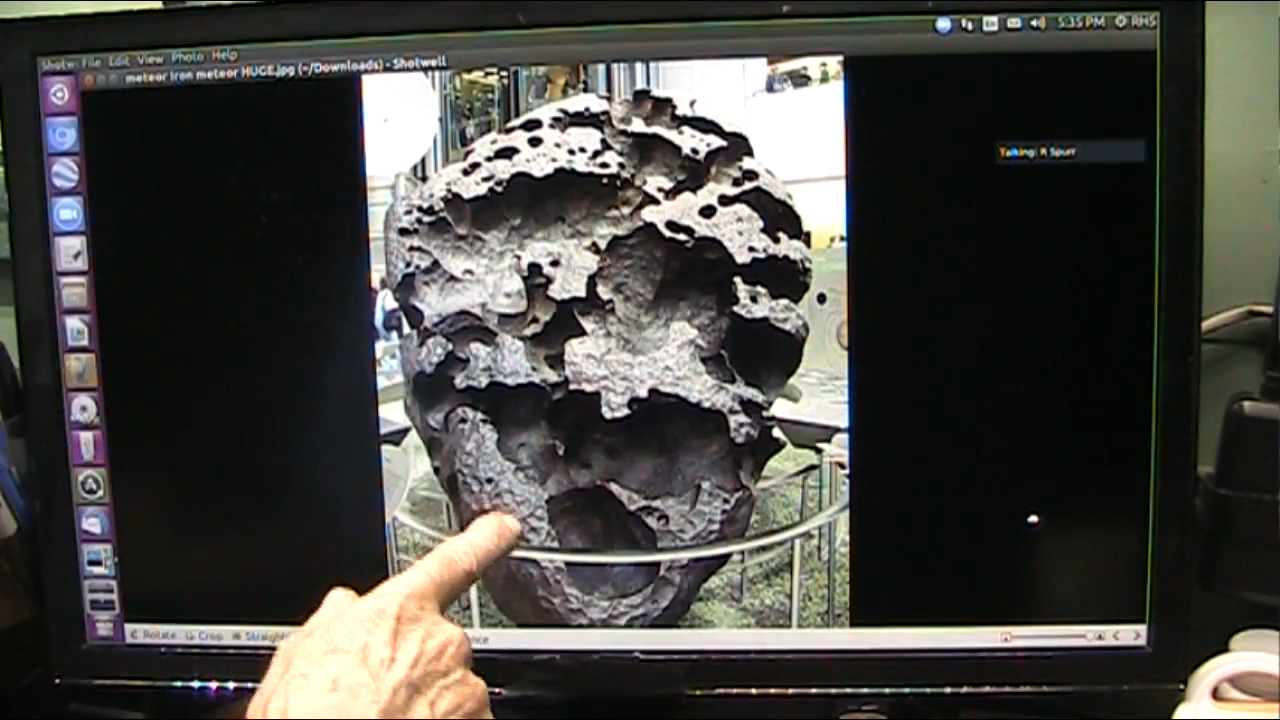 5:35 PM RHS
File Edit View Photo Help
meteor iron meteor HUGE.jpg (~/Downloads) - Shotwell
Talking: R Spurr
Rotate Crop